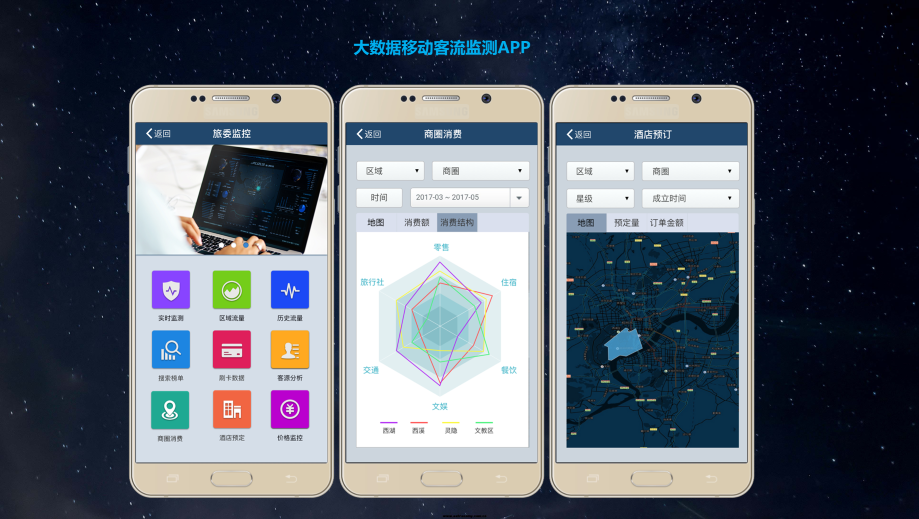 大数据移动客流监测APP
返回
旅委监控
实时监测
区域流量
历史流量
搜索榜单
刷卡数据
客源分析
商圈消费
酒店预定
价格监控
返回
商圈消费
区域
商圈
时间
2017-03 ~ 2017-05
地图
消费额
消费结构
零售
旅行社
住宿
交通
餐饮
文娱
西湖
西溪
灵隐
文教区
返回
酒店预订
区域
商圈
星级
成立时间
地图
预定量
订单金额